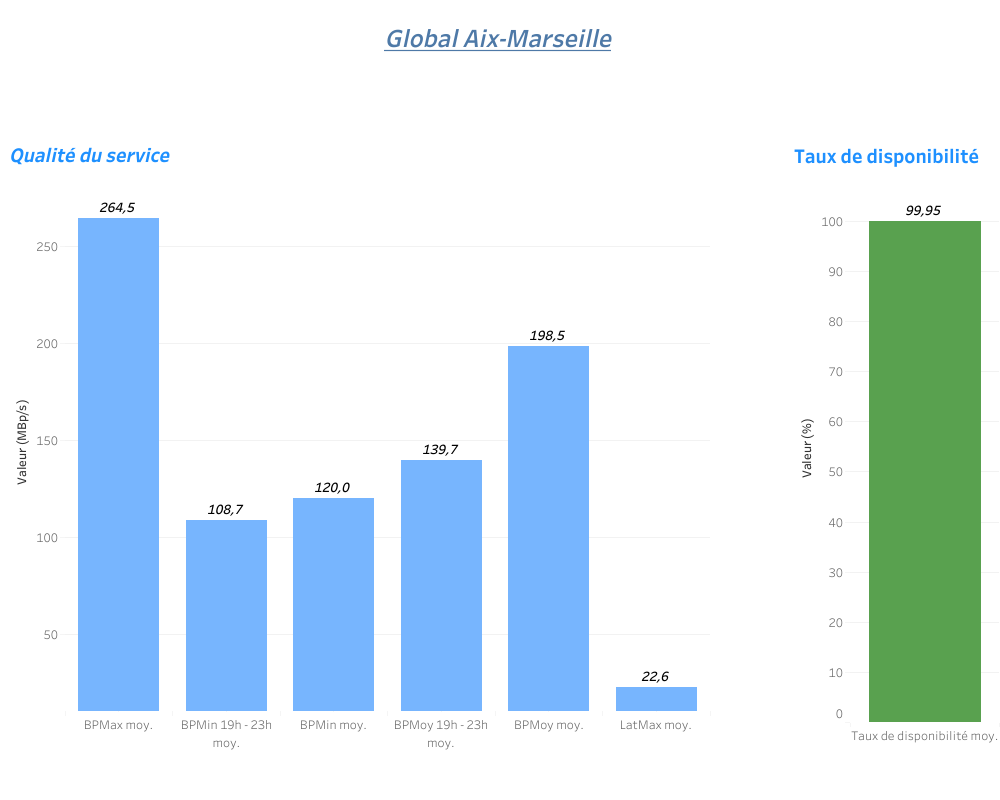 Global Aix-Marseille
Qualité du service
Taux de disponibilité
264,5
108,7
120,0
139,7
198,5
22,6
250
200
150
100
50
Valeur (MBp/s)
BPMax moy.
BPMin 19h - 23h
moy.
BPMin moy.
BPMoy 19h - 23h
moy.
BPMoy moy.
LatMax moy.
99,95
100
90
80
70
60
50
40
30
20
10
0
Valeur (%)
Taux de disponibilité moy.